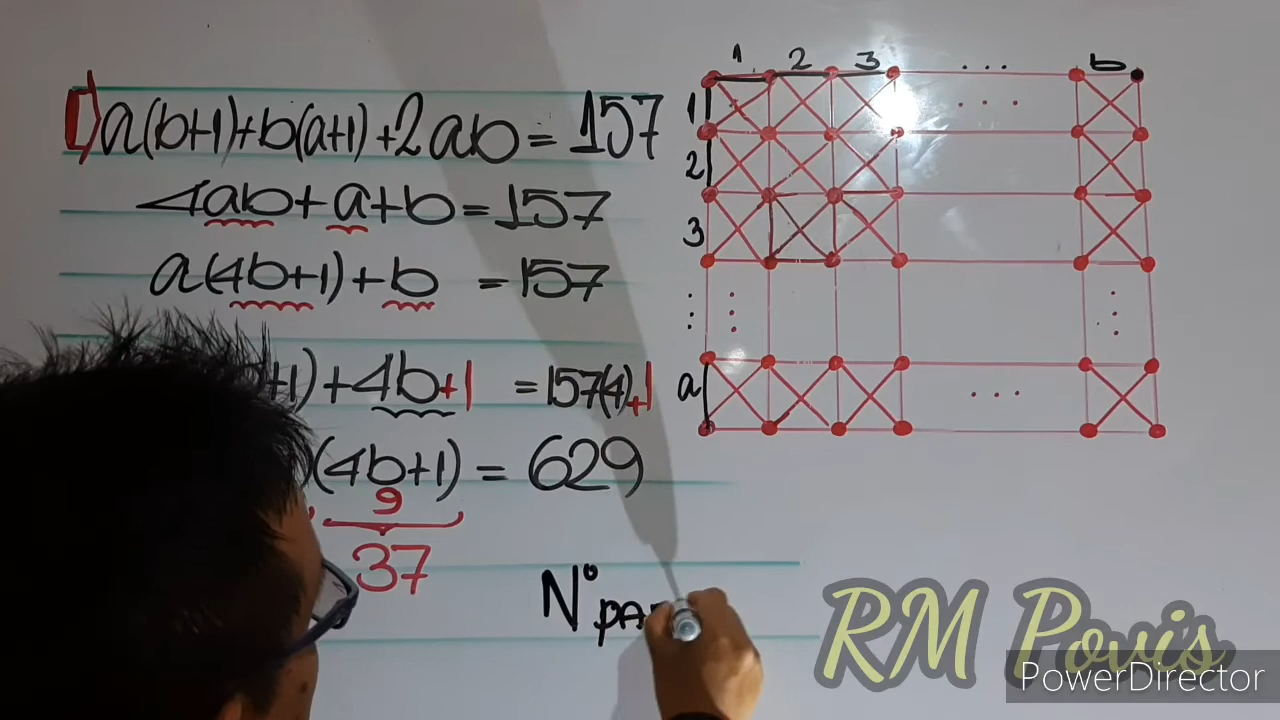 a(b+1)+b(a+1)+2ab=157
4ab+a+b=157
a(4b+1)+b =157
+1)+4b+1 =157(4)+1
(4b+1) = 629
9
37
N°
1 2 3 ... b
1 ...
2
3
⋮ ⋮ ⋮
a ...
RM Povis
PowerDirector